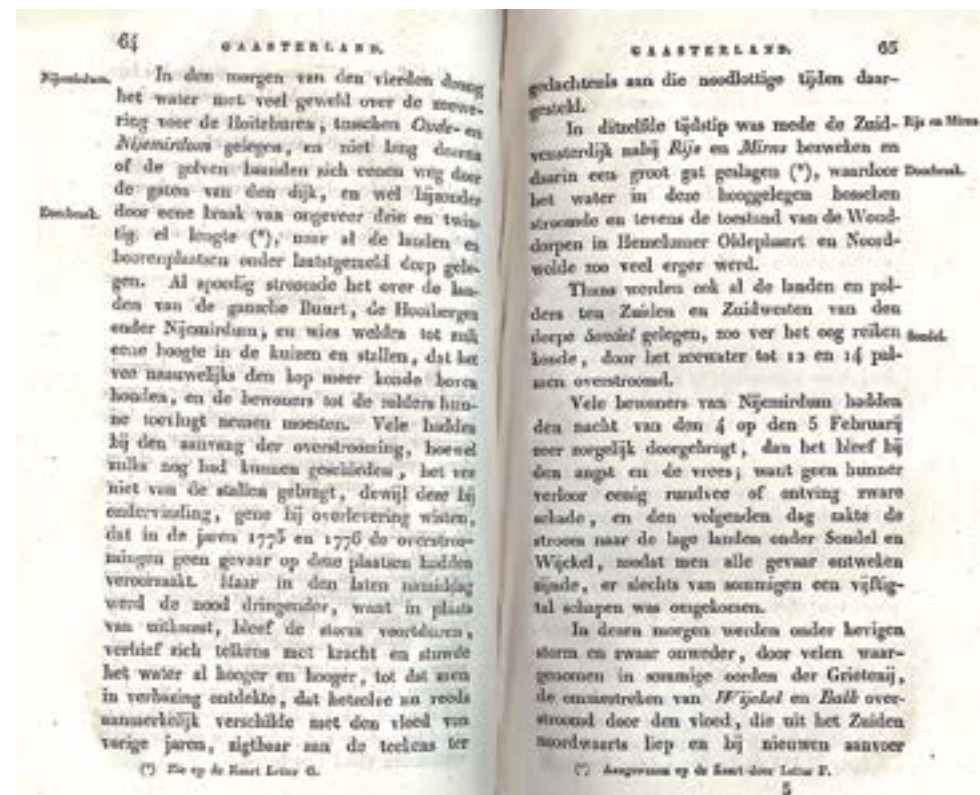 64 GAASTERLAND.
Nijemirdum. In den morgen van den vierden drong
het water met veel geweld over de zeewe-
ring voor de Hoiteburen, tusschen Oude- en
Nijemirdum gelegen, en niet lang daarna
of de golven baanden zich eenen weg door
de gaten van den dijk, en wel bijzonder
Doorbraak. door eene braak van ongeveer drie en twin-
tig el lengte (*), naar al de landen en
boerenplaatsen onder laatstgemeld dorp gele-
gen. Al spoedig stroomde het over de lan-
den van de gansche Buurt, de Hooibergen
onder Nijemirdum, en wies weldra tot zulk
eene hoogte in de huizen en stallen, dat het
vee naauwelijks den kop meer konde boven
houden, en de bewoners tot de zolders hun-
ne toevlugt nemen moesten. Vele hadden
bij den aanvang der overstrooming, hoewel
zulks nog had kunnen geschieden, het vee
niet van de stallen gebragt, dewijl deze bij
ondervinding, gene bij overlevering wisten,
dat in de jaren 1775 en 1776 de overstroo-
mingen geen gevaar op deze plaatsen hadden
veroorzaakt. Maar in den laten namiddag
werd de nood dringender, want in plaats
van uitkomst, bleef de storm voortduren,
verhief zich telkens met kracht en stuwde
het water al hooger en hooger, tot dat men
in verbazing ontdekte, dat hetzelve nu reeds
aanmerkelijk verschilde met den vloed van
vorige jaren, zigtbaar aan de teekens ter
(*) Zie op de Kaart Letter G.
GAASTERLAND. 65
gedachtenis aan die noodlottige tijden daar-
gesteld.
In ditzelfde tijdstip was mede de Zuid- Rijs en Mirns
vensterdijk nabij Rijs en Mirns bezweken en
daarin een groot gat geslagen (*), waardoor Doorbraak.
het water in deze hooggelegen bosschen
stroomde en tevens de toestand van de Woud-
dorpen in Hemelumer Oldephaert en Noord-
wolde zoo veel erger werd.
Thans werden ook al de landen en pol-
ders ten Zuiden en Zuidwesten van den
dorpe Sondel gelegen, zoo ver het oog reiken Sondel.
konde, door het zeewater tot 12 en 14 pal-
men overstroomd.
Vele bewoners van Nijemirdum hadden
den nacht van den 4 op den 5 Februarij
zeer zorgelijk doorgebragt, dan het bleef bij
den angst en de vrees; want geen hunner
verloor eenig rundvee of ontving zware
schade, en den volgenden dag zakte de
stroom naar de lage landen onder Sondel en
Wijckel, zoodat men alle gevaar ontweken
zijnde, er slechts van sommigen een vijftig-
tal schapen was omgekomen.
In dezen morgen werden onder hevigen
storm en zwaar onweder, door velen waar-
genomen in sommige oorden der Grietenij,
de ommestreken van Wijckel en Balk over-
stroomd door den vloed, die uit het Zuiden
noordwaarts liep en bij nieuwen aanvoer
(*) Aangewezen op de Kaart door Letter F.
5